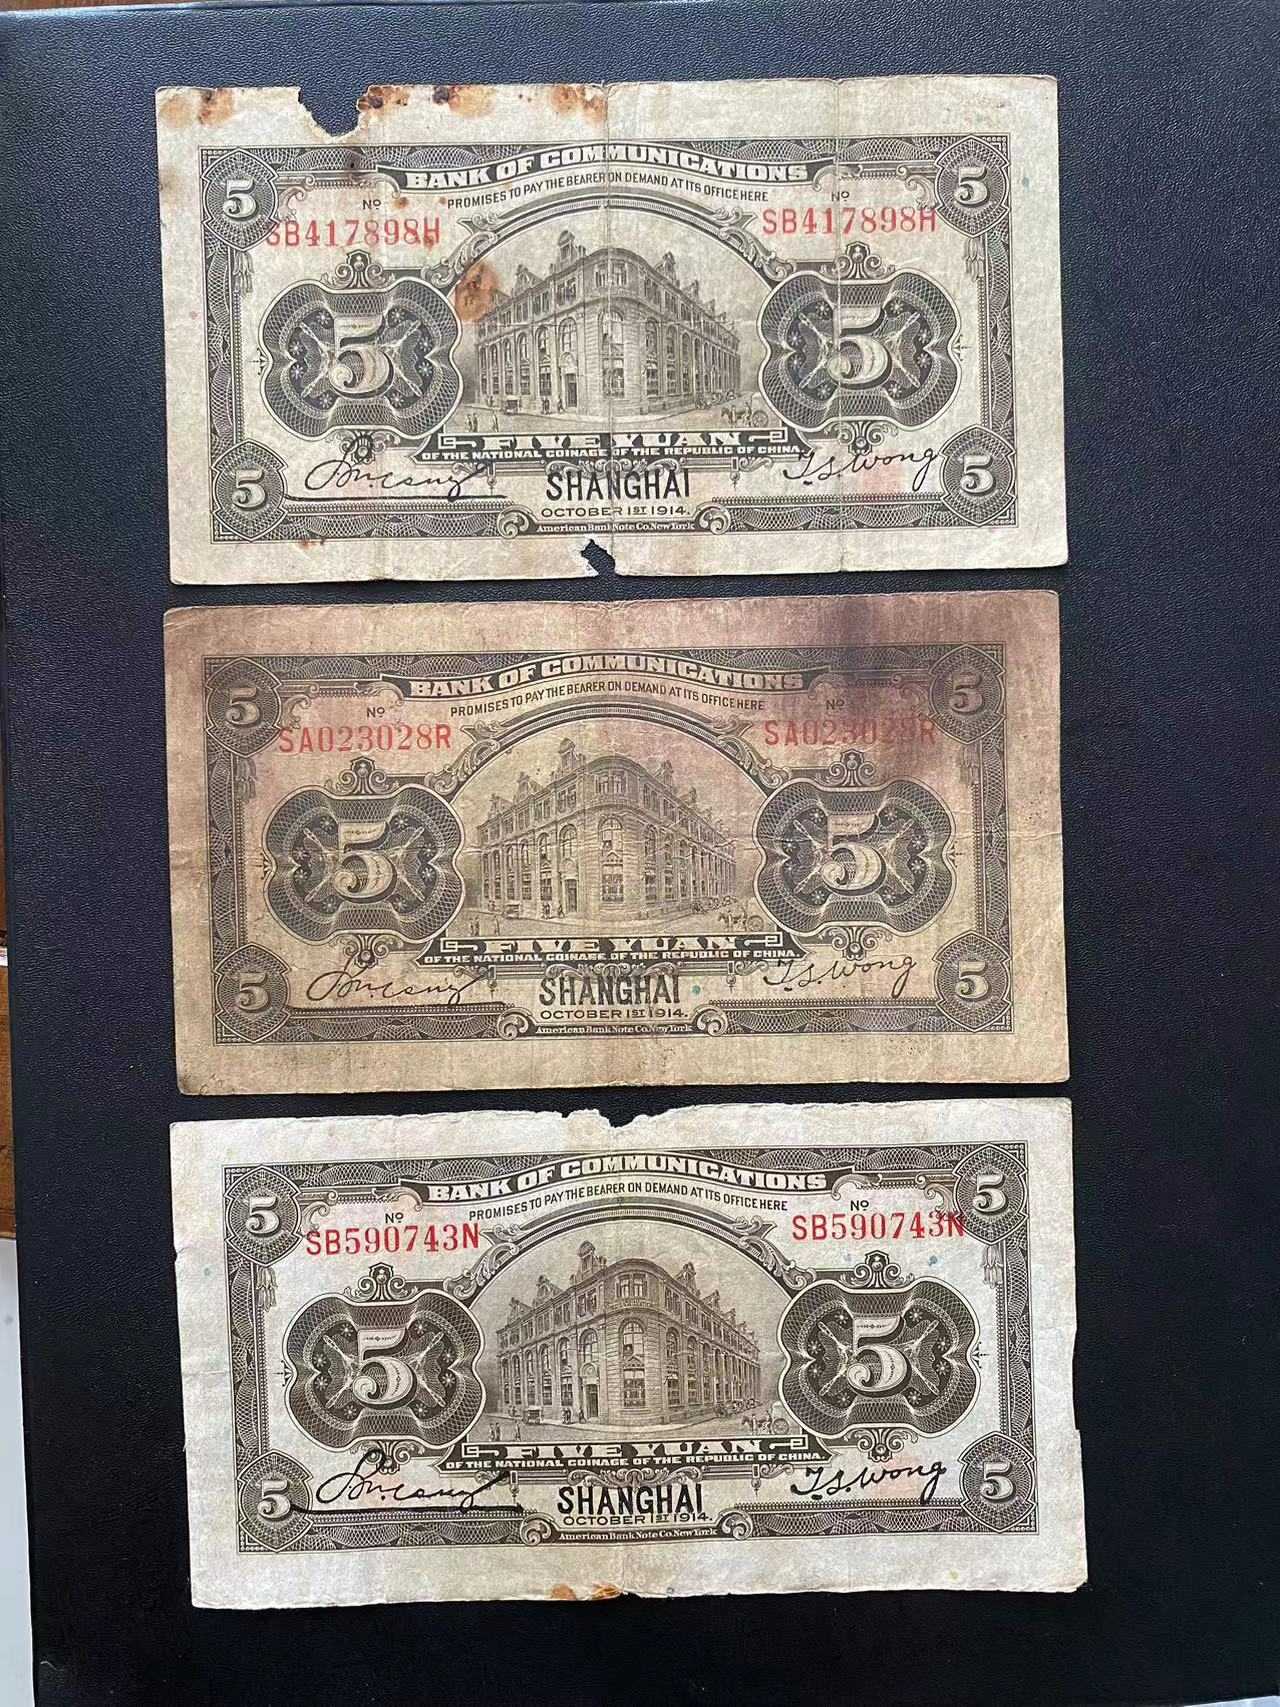 BANK OF COMMUNICATIONS
PROMISES TO PAY THE BEARER ON DEMAND AT ITS OFFICE HERE
5 5
No No
SB417898H SB417898H
5 5
FIVE YUAN
OF THE NATIONAL COINAGE OF THE REPUBLIC OF CHINA.
T.S.Wong
5 5
SHANGHAI
OCTOBER 1ST 1914.
American Bank Note Co. New York
BANK OF COMMUNICATIONS
PROMISES TO PAY THE BEARER ON DEMAND AT ITS OFFICE HERE
5 5
No No
SA023028R SA023028R
5 5
FIVE YUAN
OF THE NATIONAL COINAGE OF THE REPUBLIC OF CHINA.
T.S.Wong
5 5
SHANGHAI
OCTOBER 1ST 1914.
American Bank Note Co. New York
BANK OF COMMUNICATIONS
PROMISES TO PAY THE BEARER ON DEMAND AT ITS OFFICE HERE
5 5
No No
SB590743N SB590743N
5 5
FIVE YUAN
OF THE NATIONAL COINAGE OF THE REPUBLIC OF CHINA.
T.S.Wong
5 5
SHANGHAI
OCTOBER 1ST 1914.
American Bank Note Co. New York